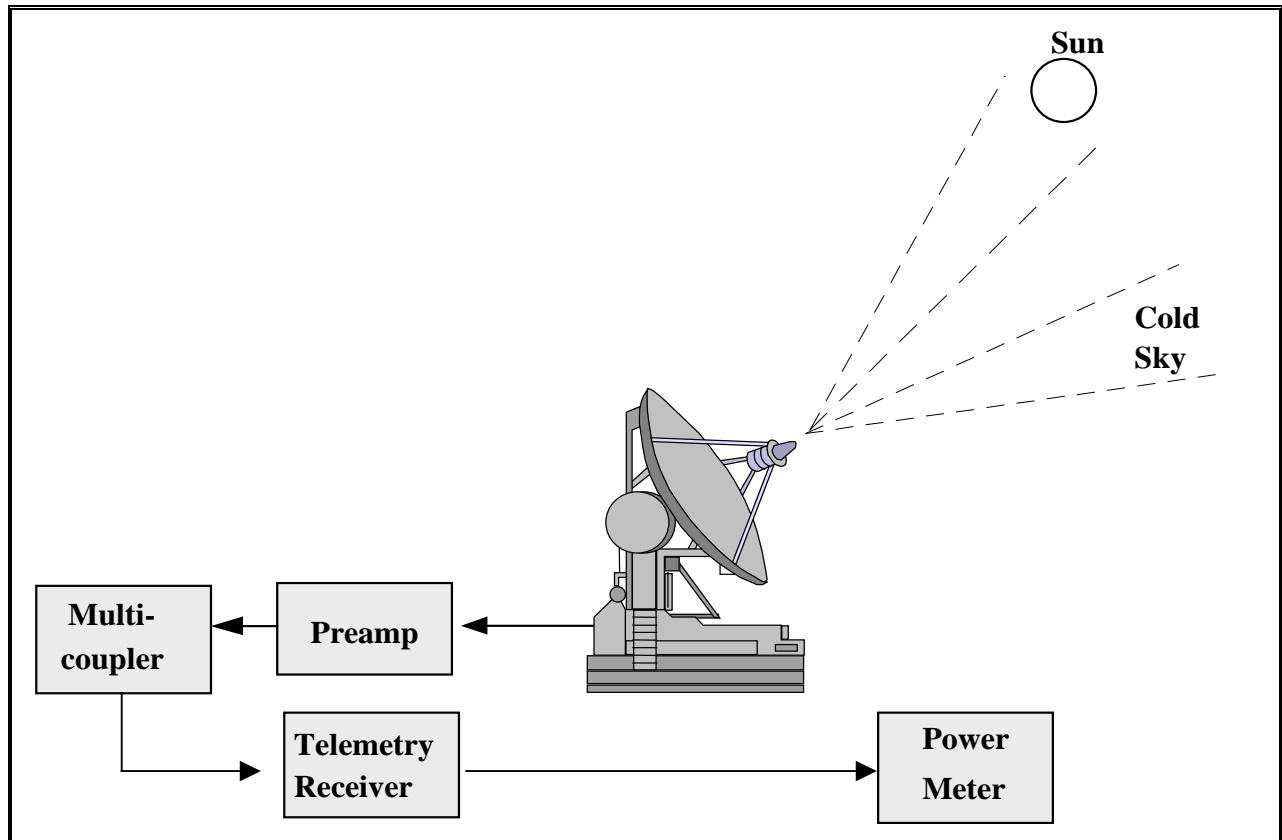 Sun
Cold
Sky
Multi-
coupler
Preamp
Telemetry
Receiver
Power
Meter